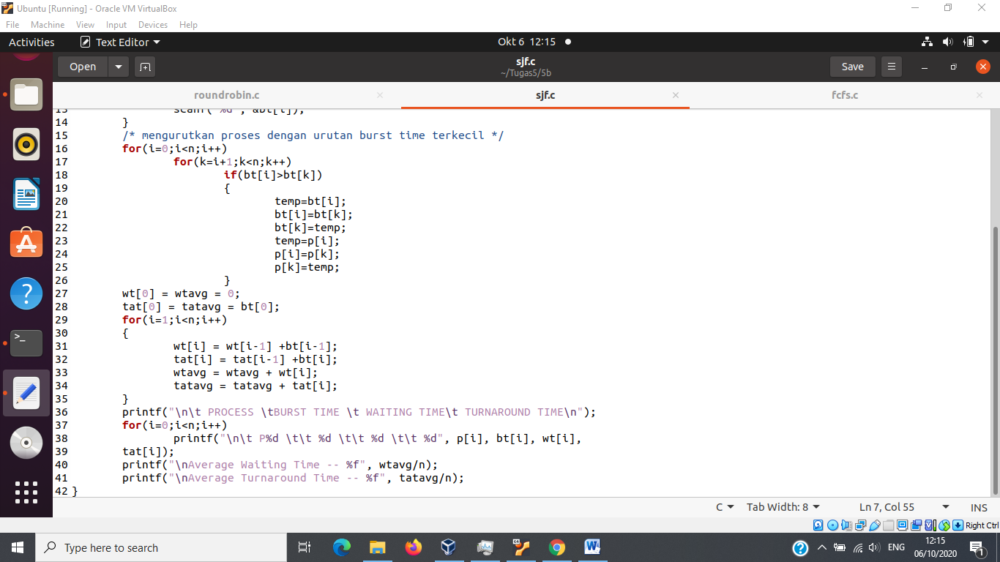 Ubuntu [Running] - Oracle VM VirtualBox
File Machine View Input Devices Help
Activities Text Editor Okt 6 12:15
Open sjf.c Save
~/Tugas5/5b
roundrobin.c × sjf.c × fcfs.c ×
13 scanf("%d", &bt[i]);
14 }
15 /* mengurutkan proses dengan urutan burst time terkecil */
16 for(i=0;i<n;i++)
17 for(k=i+1;k<n;k++)
18 if(bt[i]>bt[k])
19 {
20 temp=bt[i];
21 bt[i]=bt[k];
22 bt[k]=temp;
23 temp=p[i];
24 p[i]=p[k];
25 p[k]=temp;
26 }
27 wt[0] = wtavg = 0;
28 tat[0] = tatavg = bt[0];
29 for(i=1;i<n;i++)
30 {
31 wt[i] = wt[i-1] +bt[i-1];
32 tat[i] = tat[i-1] +bt[i];
33 wtavg = wtavg + wt[i];
34 tatavg = tatavg + tat[i];
35 }
36 printf("\n\t PROCESS \tBURST TIME \t WAITING TIME\t TURNAROUND TIME\n");
37 for(i=0;i<n;i++)
38 printf("\n\t P%d \t\t %d \t\t %d \t\t %d", p[i], bt[i], wt[i],
39 tat[i]);
40 printf("\nAverage Waiting Time -- %f", wtavg/n);
41 printf("\nAverage Turnaround Time -- %f", tatavg/n);
42 }
C Tab Width: 8 Ln 7, Col 55 INS
Right Ctrl
Type here to search
ENG
12:15
06/10/2020
1